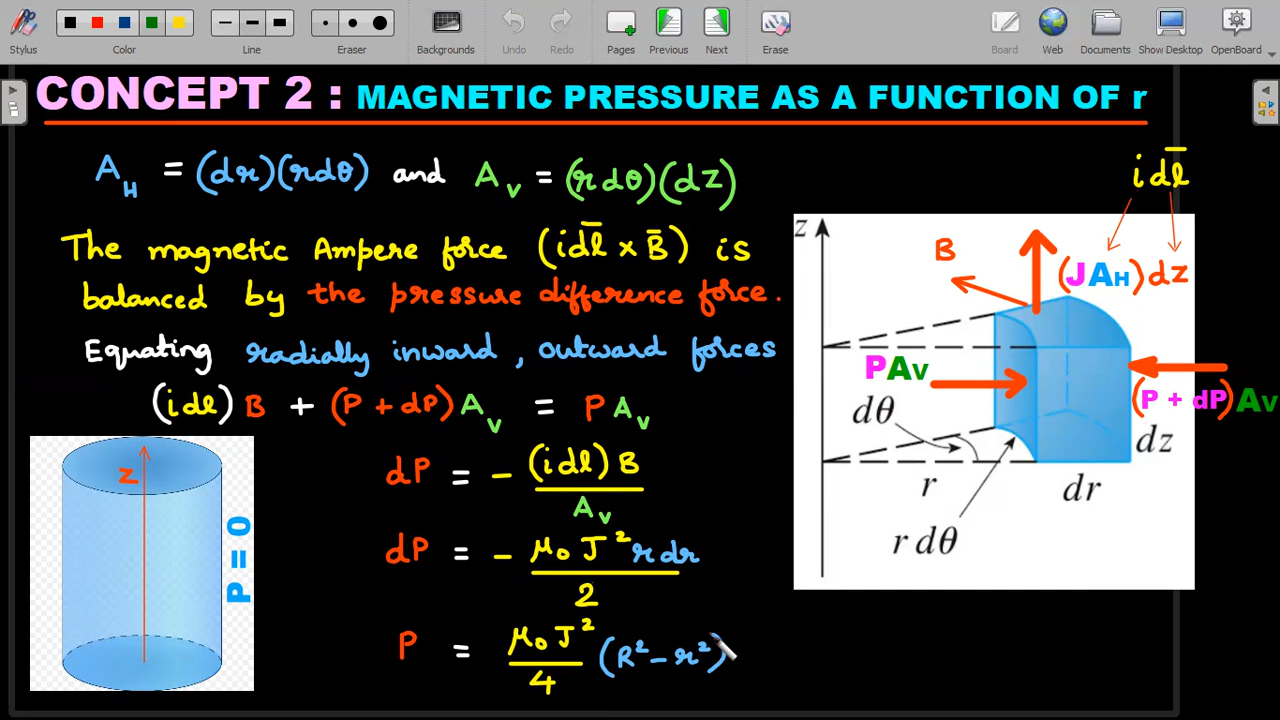 Stylus Color Line Eraser Backgrounds Undo Redo Pages Previous Next Erase Board Web Documents Show Desktop OpenBoard
CONCEPT 2 : MAGNETIC PRESSURE AS A FUNCTION OF r
A_H = (dr)(rdθ) and A_V = (rdθ)(dz)
The magnetic Ampere force (idl̄ × B̄) is
balanced by the pressure difference force.
Equating radially inward, outward forces
(idl) B + (P + dP) A_V = P A_V
dP = - (idl) B / A_V
dP = - μ₀ J² rdr / 2
P = μ₀ J² / 4 (R² - r²)
z
P = 0
idl̄
z
B
(JA_H) dz
PA_V
(P + dP) A_V
dθ
dz
r
dr
r dθ